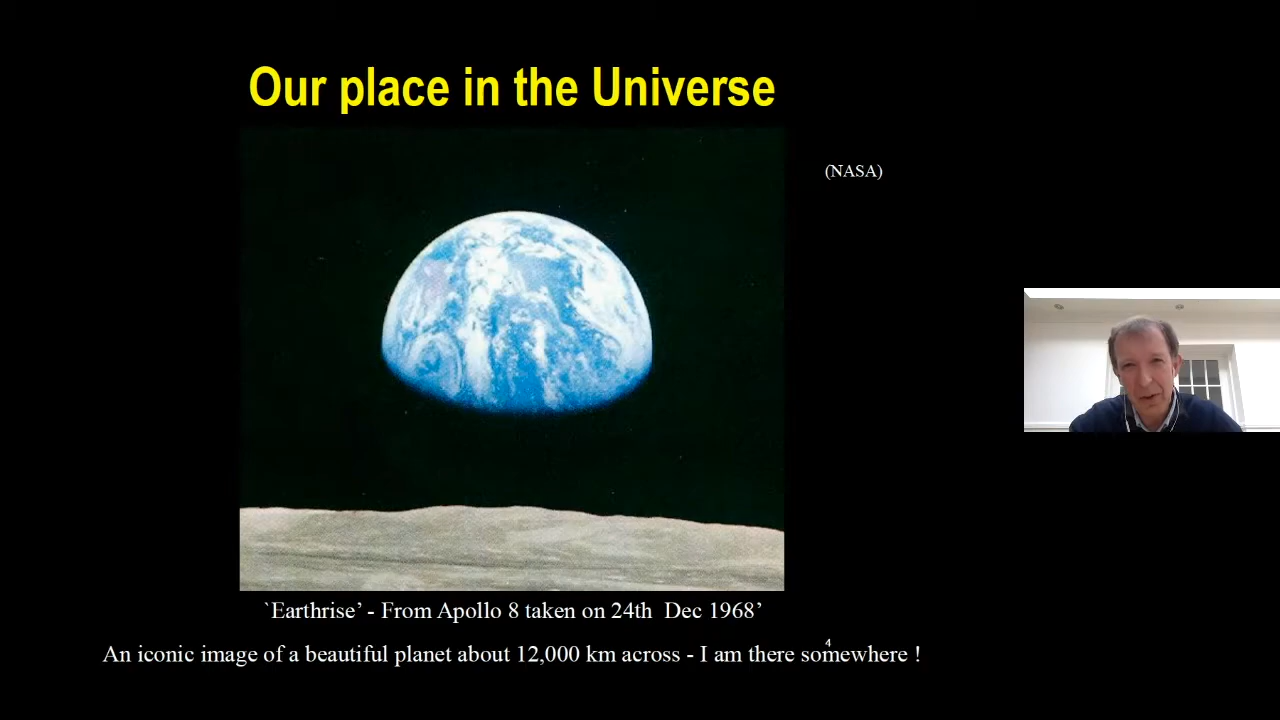 Our place in the Universe
(NASA)
`Earthrise’ - From Apollo 8 taken on 24th  Dec 1968’
4
An iconic image of a beautiful planet about 12,000 km across - I am there somewhere !